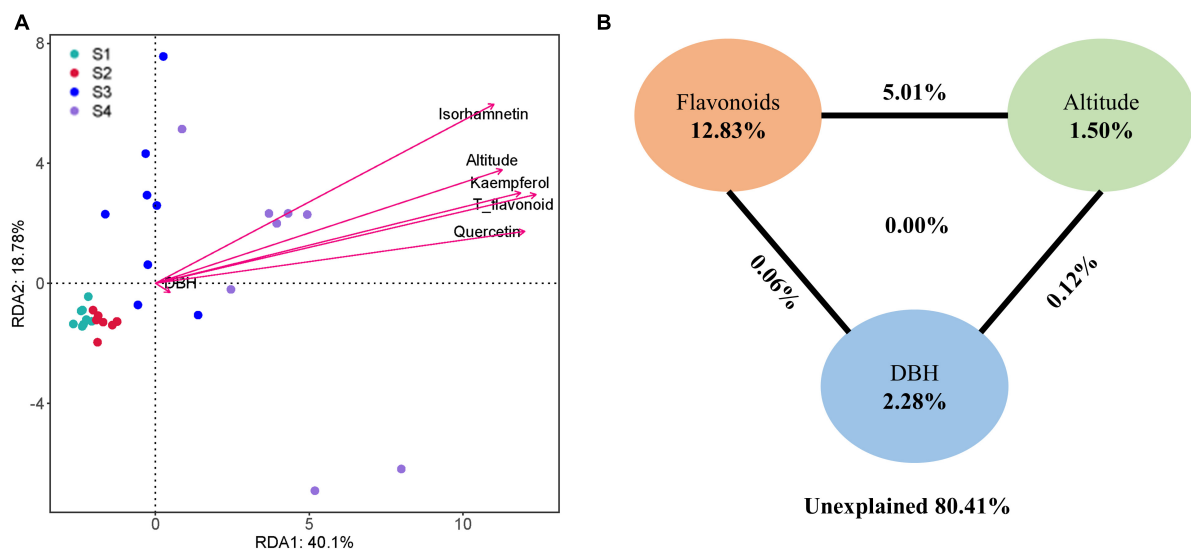 A
8
4
0
-4
RDA2: 18.78%
S1
S2
S3
S4
Isorhamnetin
Altitude
Kaempferol
T_flavonoid
Quercetin
DBH
0
5
10
RDA1: 40.1%
B
Flavonoids
12.83%
5.01%
Altitude
1.50%
0.00%
0.06%
0.12%
DBH
2.28%
Unexplained 80.41%